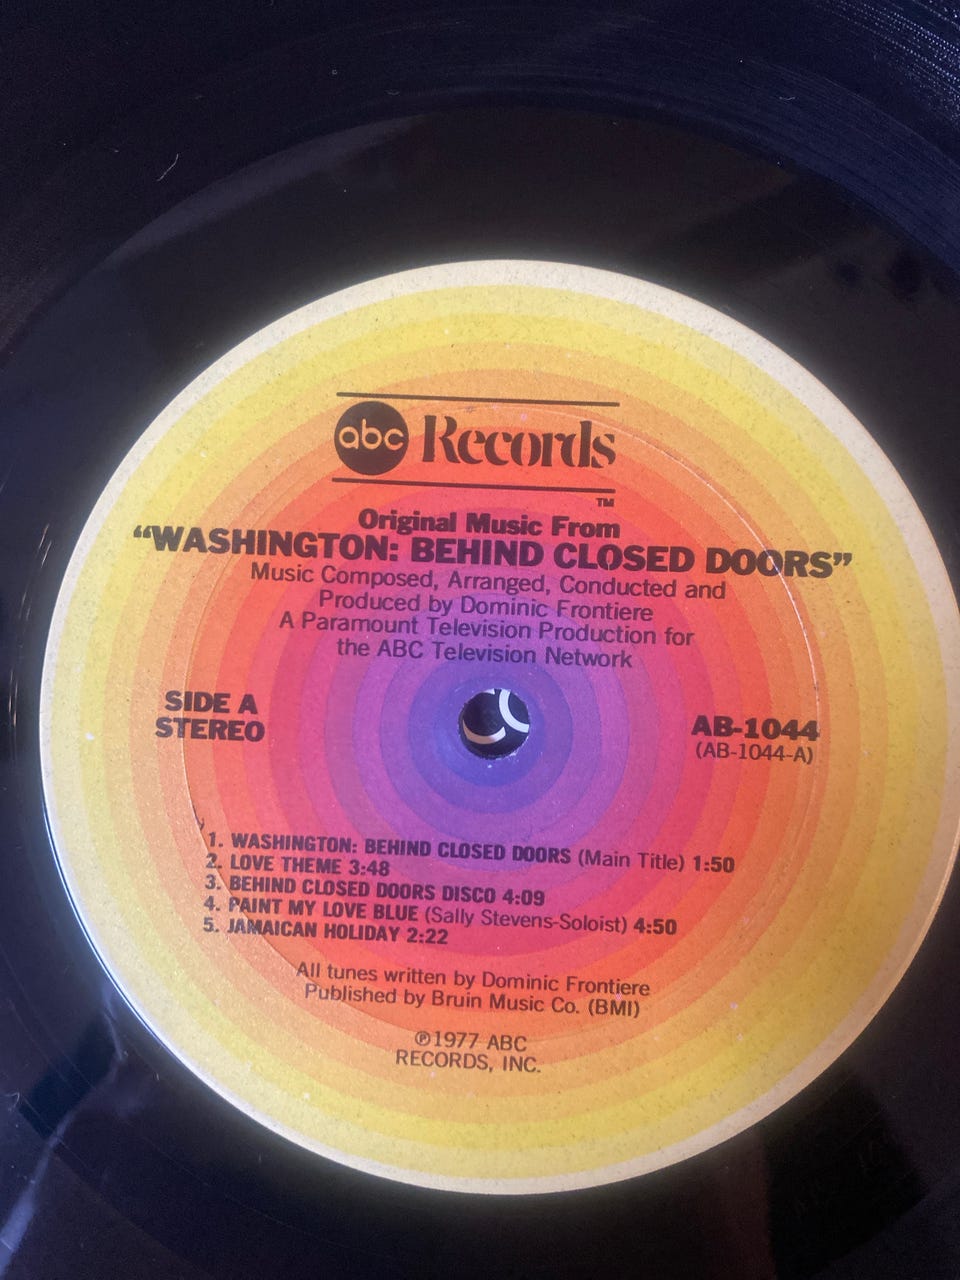 abc Records
TM
Original Music From
"WASHINGTON: BEHIND CLOSED DOORS"
Music Composed, Arranged, Conducted and
Produced by Dominic Frontiere
A Paramount Television Production for
the ABC Television Network
SIDE A
STEREO
AB-1044
(AB-1044-A)
1. WASHINGTON: BEHIND CLOSED DOORS (Main Title) 1:50
2. LOVE THEME 3:48
3. BEHIND CLOSED DOORS DISCO 4:09
4. PAINT MY LOVE BLUE (Sally Stevens-Soloist) 4:50
5. JAMAICAN HOLIDAY 2:22
All tunes written by Dominic Frontiere
Published by Bruin Music Co. (BMI)
℗1977 ABC
RECORDS, INC.